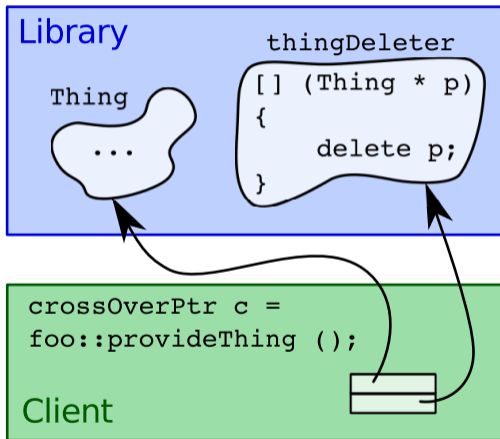 Library
thingDeleter
Thing
[] (Thing * p)
{
...
delete p;
}
crossOverPtr c =
foo::provideThing ();
Client